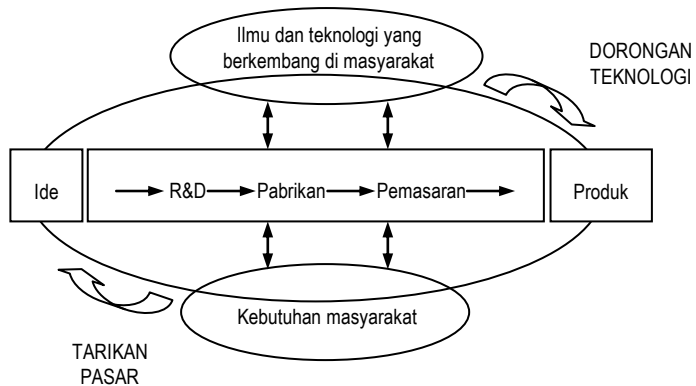 Ilmu dan teknologi yang
berkembang di masyarakat
DORONGAN
TEKNOLOGI
Ide
R&D
Pabrikan
Pemasaran
Produk
Kebutuhan masyarakat
TARIKAN
PASAR